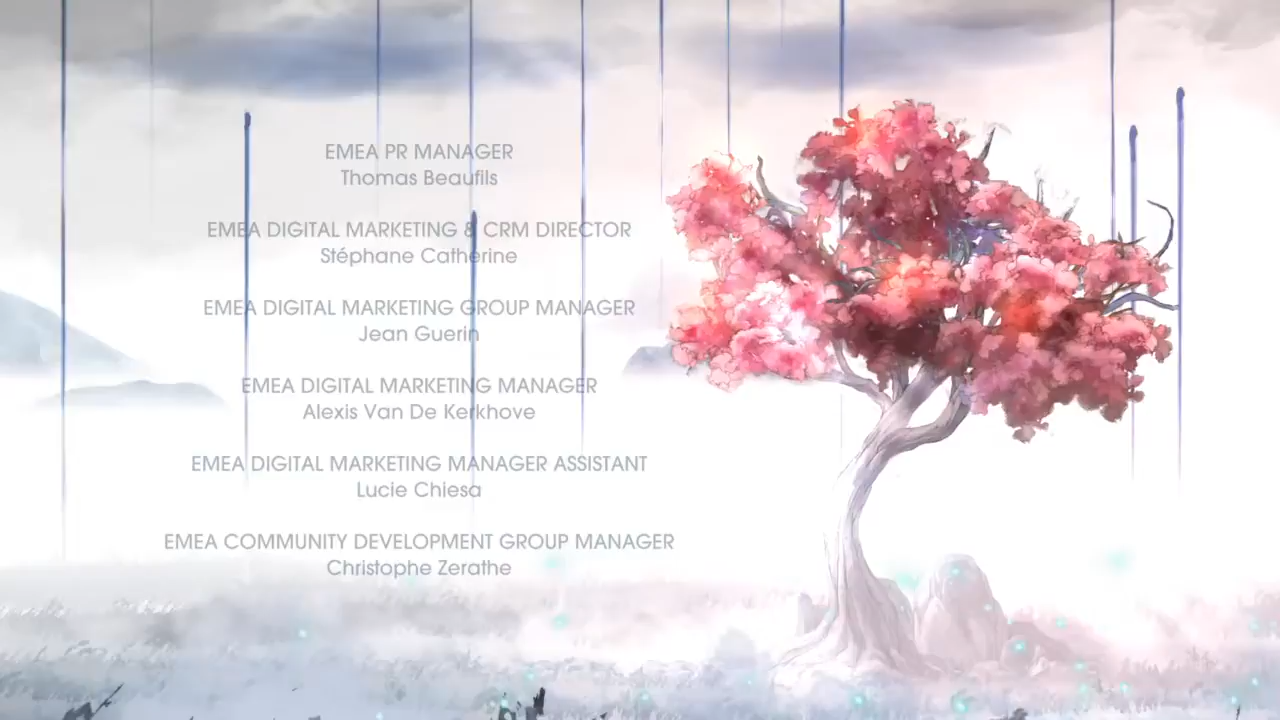 EMEA PR MANAGER
Thomas Beaufils
EMEA DIGITAL MARKETING & CRM DIRECTOR
Stéphane Catherine
EMEA DIGITAL MARKETING GROUP MANAGER
Jean Guerin
EMEA DIGITAL MARKETING MANAGER
Alexis Van De Kerkhove
EMEA DIGITAL MARKETING MANAGER ASSISTANT
Lucie Chiesa
EMEA COMMUNITY DEVELOPMENT GROUP MANAGER
Christophe Zerathe